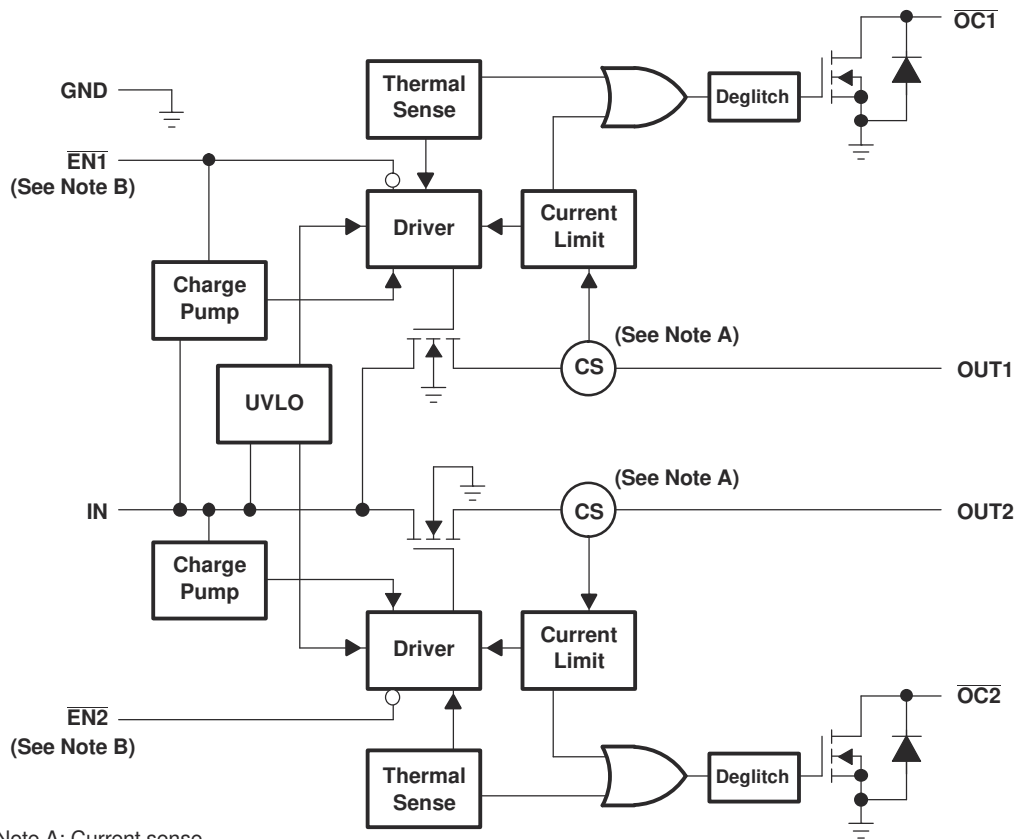 OC1
GND
Thermal
Sense
Deglitch
EN1
(See Note B)
Driver
Current
Limit
Charge
Pump
(See Note A)
CS
OUT1
UVLO
(See Note A)
IN
CS
OUT2
Charge
Pump
Driver
Current
Limit
EN2
(See Note B)
OC2
Thermal
Sense
Deglitch
Note A: Current sense